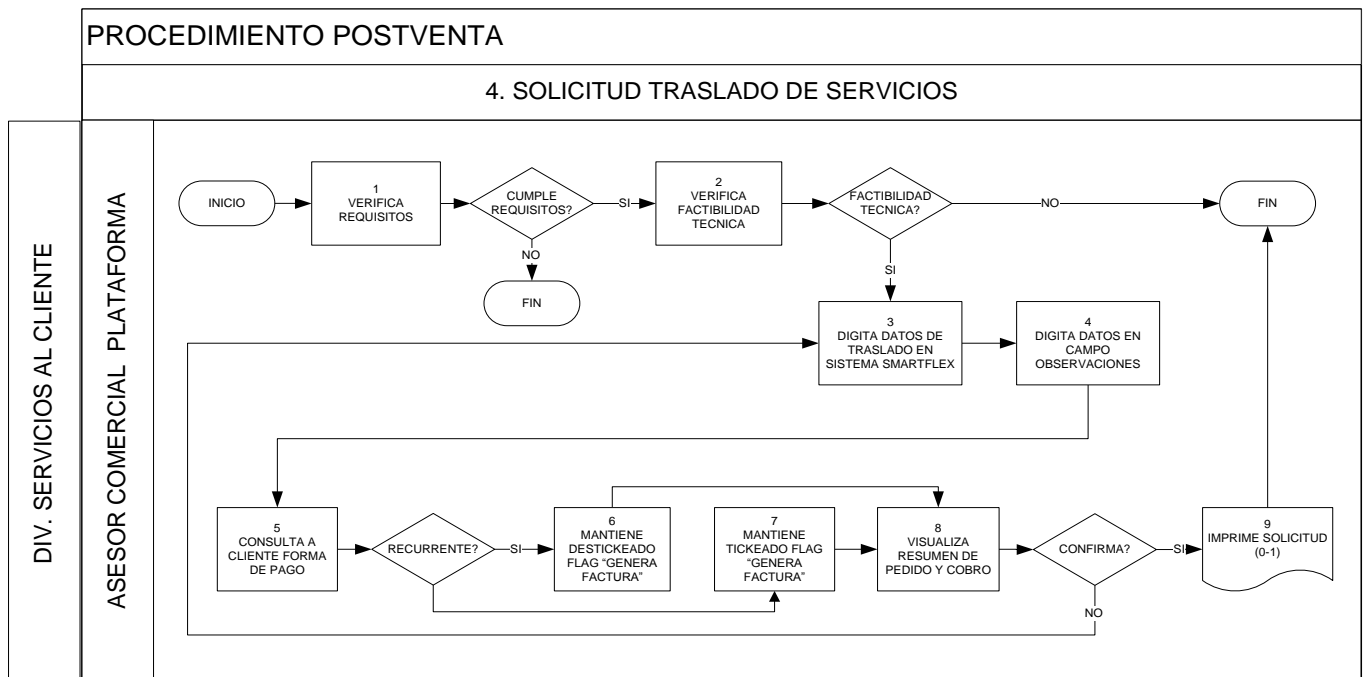 PROCEDIMIENTO POSTVENTA
4. SOLICITUD TRASLADO DE SERVICIOS
DIV. SERVICIOS AL CLIENTE
ASESOR COMERCIAL PLATAFORMA
INICIO
1
VERIFICA
REQUISITOS
CUMPLE
REQUISITOS?
SI
NO
FIN
2
VERIFICA
FACTIBILIDAD
TECNICA
FACTIBILIDAD
TECNICA?
NO
FIN
SI
3
DIGITA DATOS DE
TRASLADO EN
SISTEMA SMARTFLEX
4
DIGITA DATOS EN
CAMPO
OBSERVACIONES
5
CONSULTA A
CLIENTE FORMA
DE PAGO
RECURRENTE?
SI
6
MANTIENE
DESTICKEADO
FLAG “GENERA
FACTURA”
7
MANTIENE
TICKEADO FLAG
“GENERA
FACTURA”
8
VISUALIZA
RESUMEN DE
PEDIDO Y COBRO
CONFIRMA?
SI
NO
9
IMPRIME SOLICITUD
(0-1)